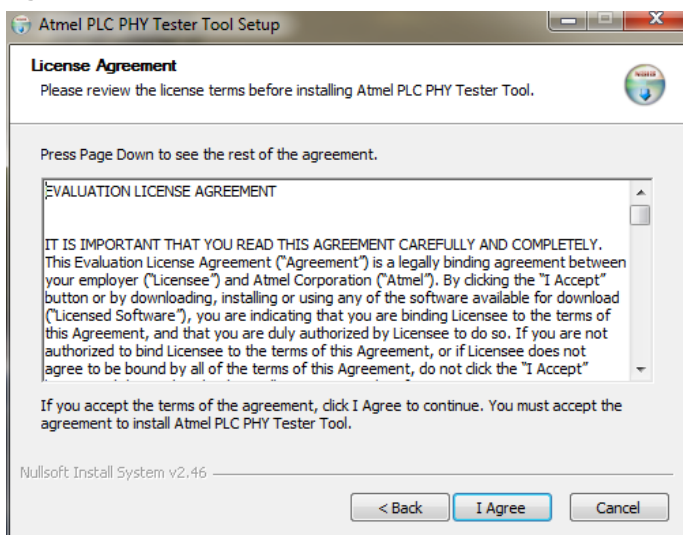 Atmel PLC PHY Tester Tool Setup
License Agreement
Please review the license terms before installing Atmel PLC PHY Tester Tool.
Press Page Down to see the rest of the agreement.
EVALUATION LICENSE AGREEMENT
IT IS IMPORTANT THAT YOU READ THIS AGREEMENT CAREFULLY AND COMPLETELY.
This Evaluation License Agreement (“Agreement”) is a legally binding agreement between
your employer (“Licensee”) and Atmel Corporation (“Atmel”). By clicking the “I Accept”
button or by downloading, installing or using any of the software available for download
(“Licensed Software”), you are indicating that you are binding Licensee to the terms of
this Agreement, and that you are duly authorized by Licensee to do so. If you are not
authorized to bind Licensee to the terms of this Agreement, or if Licensee does not
agree to be bound by all of the terms of this Agreement, do not click the “I Accept”
If you accept the terms of the agreement, click I Agree to continue. You must accept the
agreement to install Atmel PLC PHY Tester Tool.
Nullsoft Install System v2.46
< Back I Agree Cancel